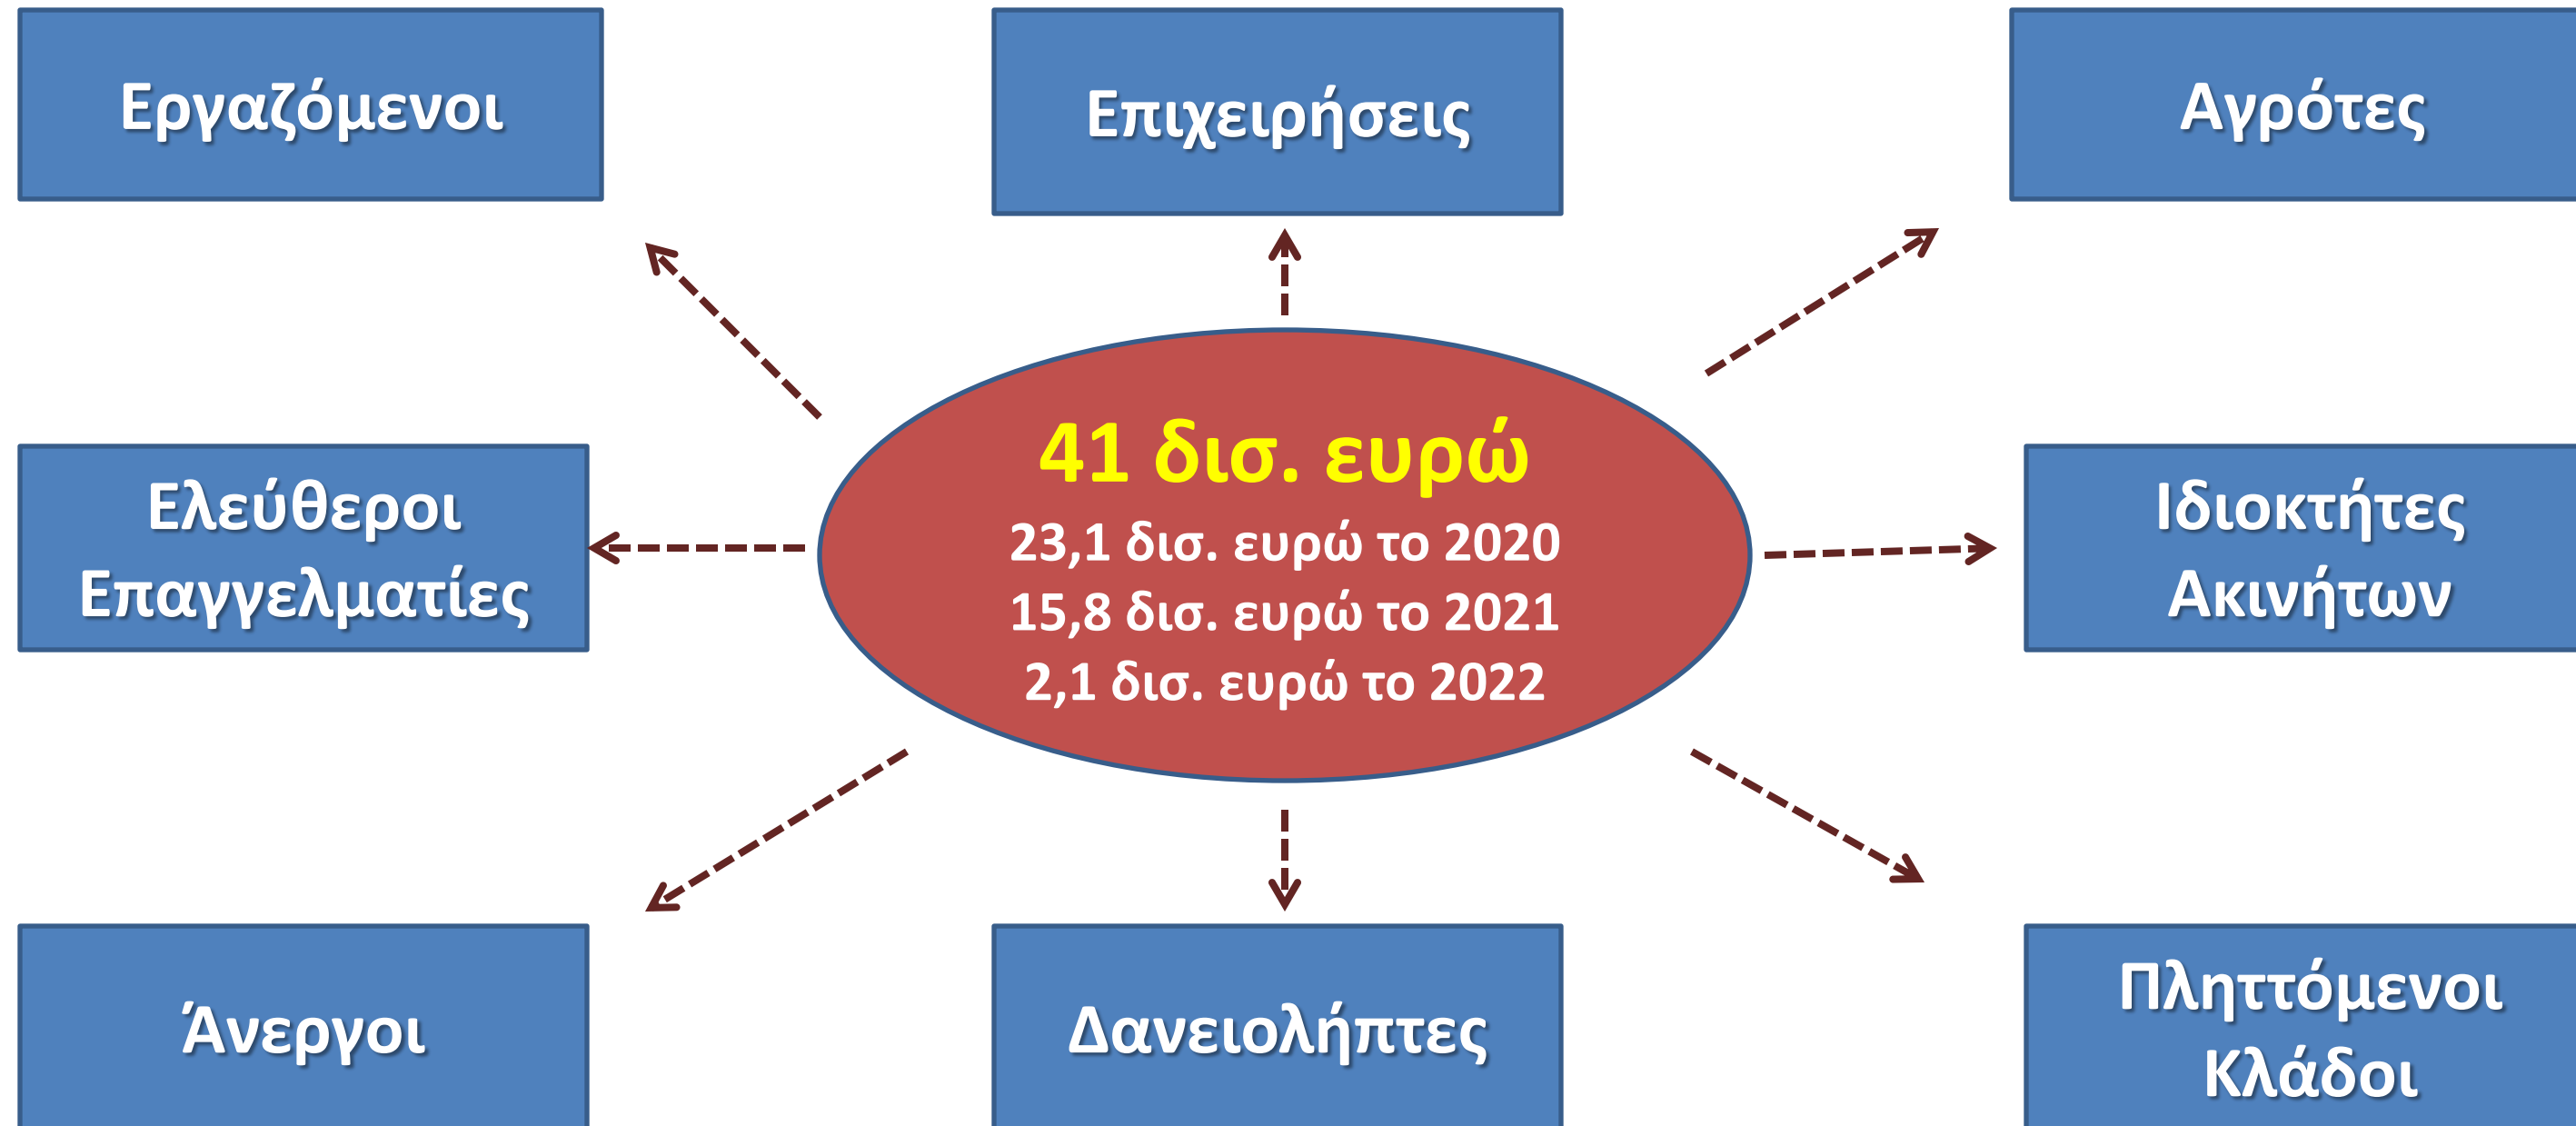 Εργαζόμενοι
Επιχειρήσεις
Αγρότες
Ελεύθεροι
Επαγγελματίες
41 δισ. ευρώ
23,1 δισ. ευρώ το 2020
15,8 δισ. ευρώ το 2021
2,1 δισ. ευρώ το 2022
Ιδιοκτήτες
Ακινήτων
Άνεργοι
Δανειολήπτες
Πληττόμενοι
Κλάδοι